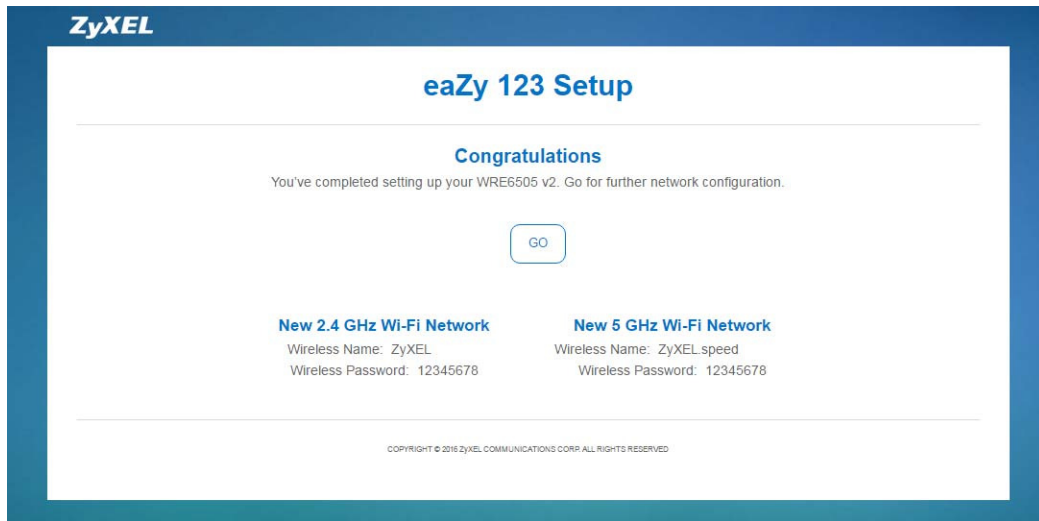 ZyXEL
eaZy 123 Setup
Congratulations
You've completed setting up your WRE6505 v2. Go for further network configuration.
GO
New 2.4 GHz Wi-Fi Network
Wireless Name: ZyXEL
Wireless Password: 12345678
New 5 GHz Wi-Fi Network
Wireless Name: ZyXEL.speed
Wireless Password: 12345678
COPYRIGHT © 2016 ZyXEL COMMUNICATIONS CORP. ALL RIGHTS RESERVED